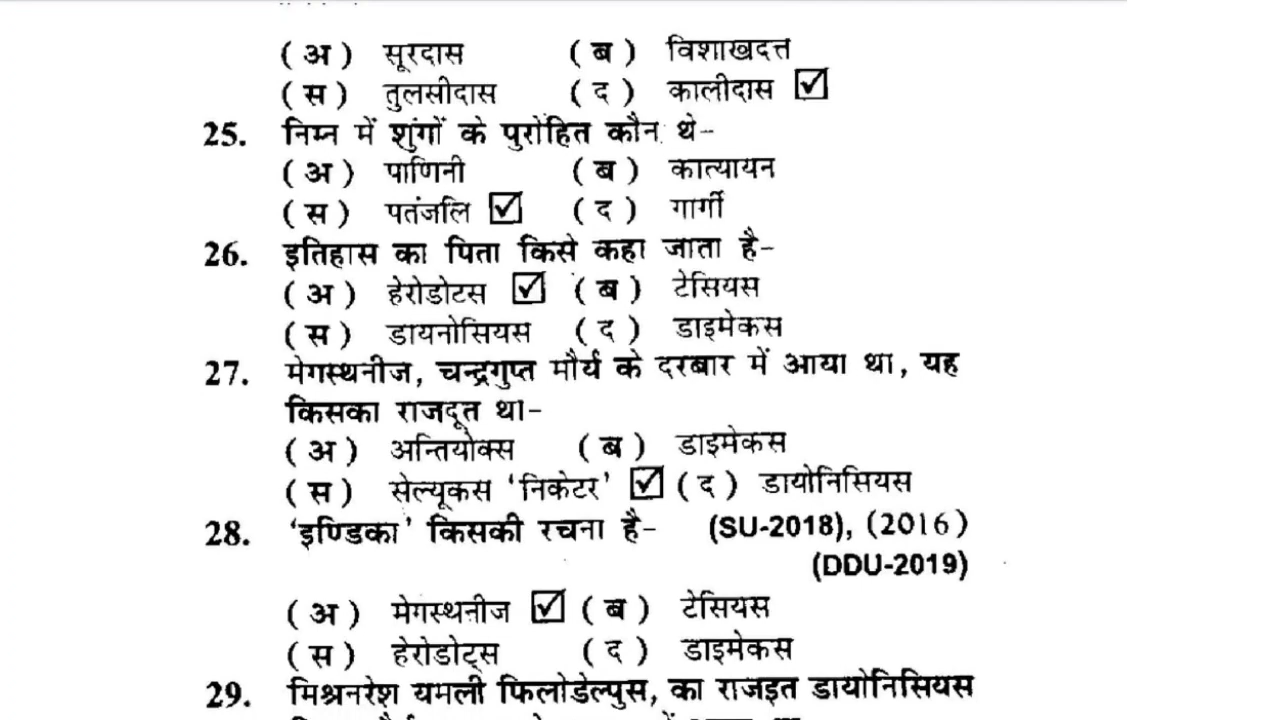 (अ) सूरदास (ब) विशाखदत्त
(स) तुलसीदास (द) कालीदास ☑
25. निम्न में शुंगों के पुरोहित कौन थे-
(अ) पाणिनी (ब) कात्यायन
(स) पतंजलि ☑ (द) गार्गी
26. इतिहास का पिता किसे कहा जाता है-
(अ) हेरोडोटस ☑ (ब) टेसियस
(स) डायनोसियस (द) डाइमेकस
27. मेगस्थनीज, चन्द्रगुप्त मौर्य के दरबार में आया था, यह
किसका राजदूत था-
(अ) अन्तियोक्स (ब) डाइमेकस
(स) सेल्यूकस 'निकेटर' ☑ (द) डायोनिसियस
28. 'इण्डिका' किसकी रचना है- (SU-2018), (2016)
(DDU-2019)
(अ) मेगस्थनीज ☑ (ब) टेसियस
(स) हेरोडोट्स (द) डाइमेकस
29. मिश्रनरेश यमली फिलोडेल्पुस, का राजइत डायोनिसियस